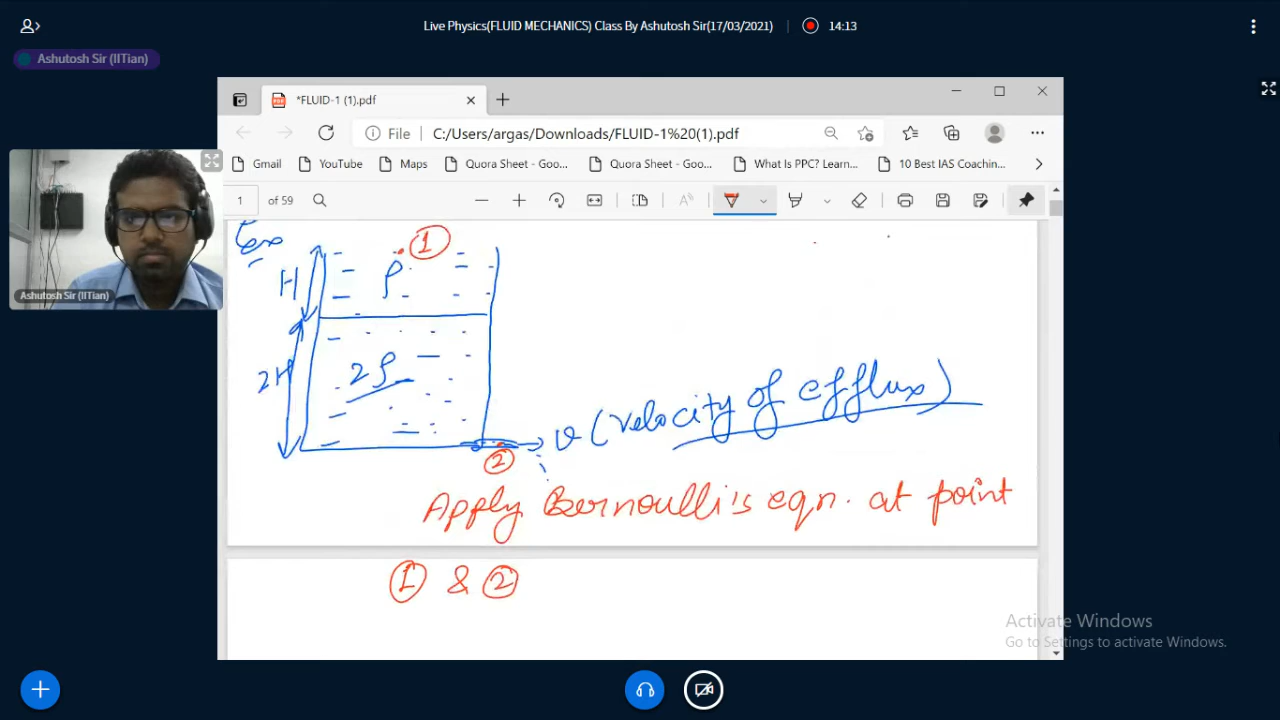 Live Physics(FLUID MECHANICS) Class By Ashutosh Sir(17/03/2021)
14:13
Ashutosh Sir (IITian)
*FLUID-1 (1).pdf
File
C:/Users/argas/Downloads/FLUID-1%20(1).pdf
Gmail
YouTube
Maps
Quora Sheet - Goo...
Quora Sheet - Goo...
What Is PPC? Learn...
10 Best IAS Coachin...
1
of 59
Ex
1
H
ρ
2H
2ρ
v (velocity of efflux)
2
Apply Bernoulli's eqn. at point
1 & 2
Ashutosh Sir (IITian)
Activate Windows
Go to Settings to activate Windows.